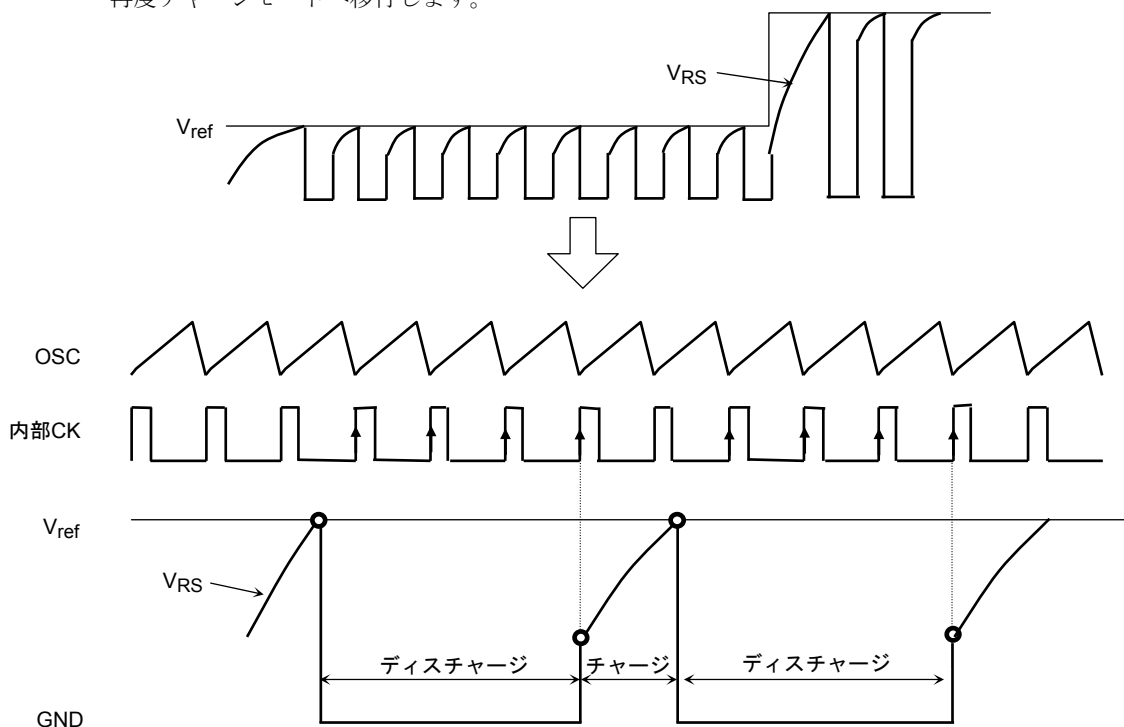 再度チャージモードへ移行します。
VRS
Vref
OSC
内部CK
Vref
VRS
ディスチャージ
チャージ
ディスチャージ
GND